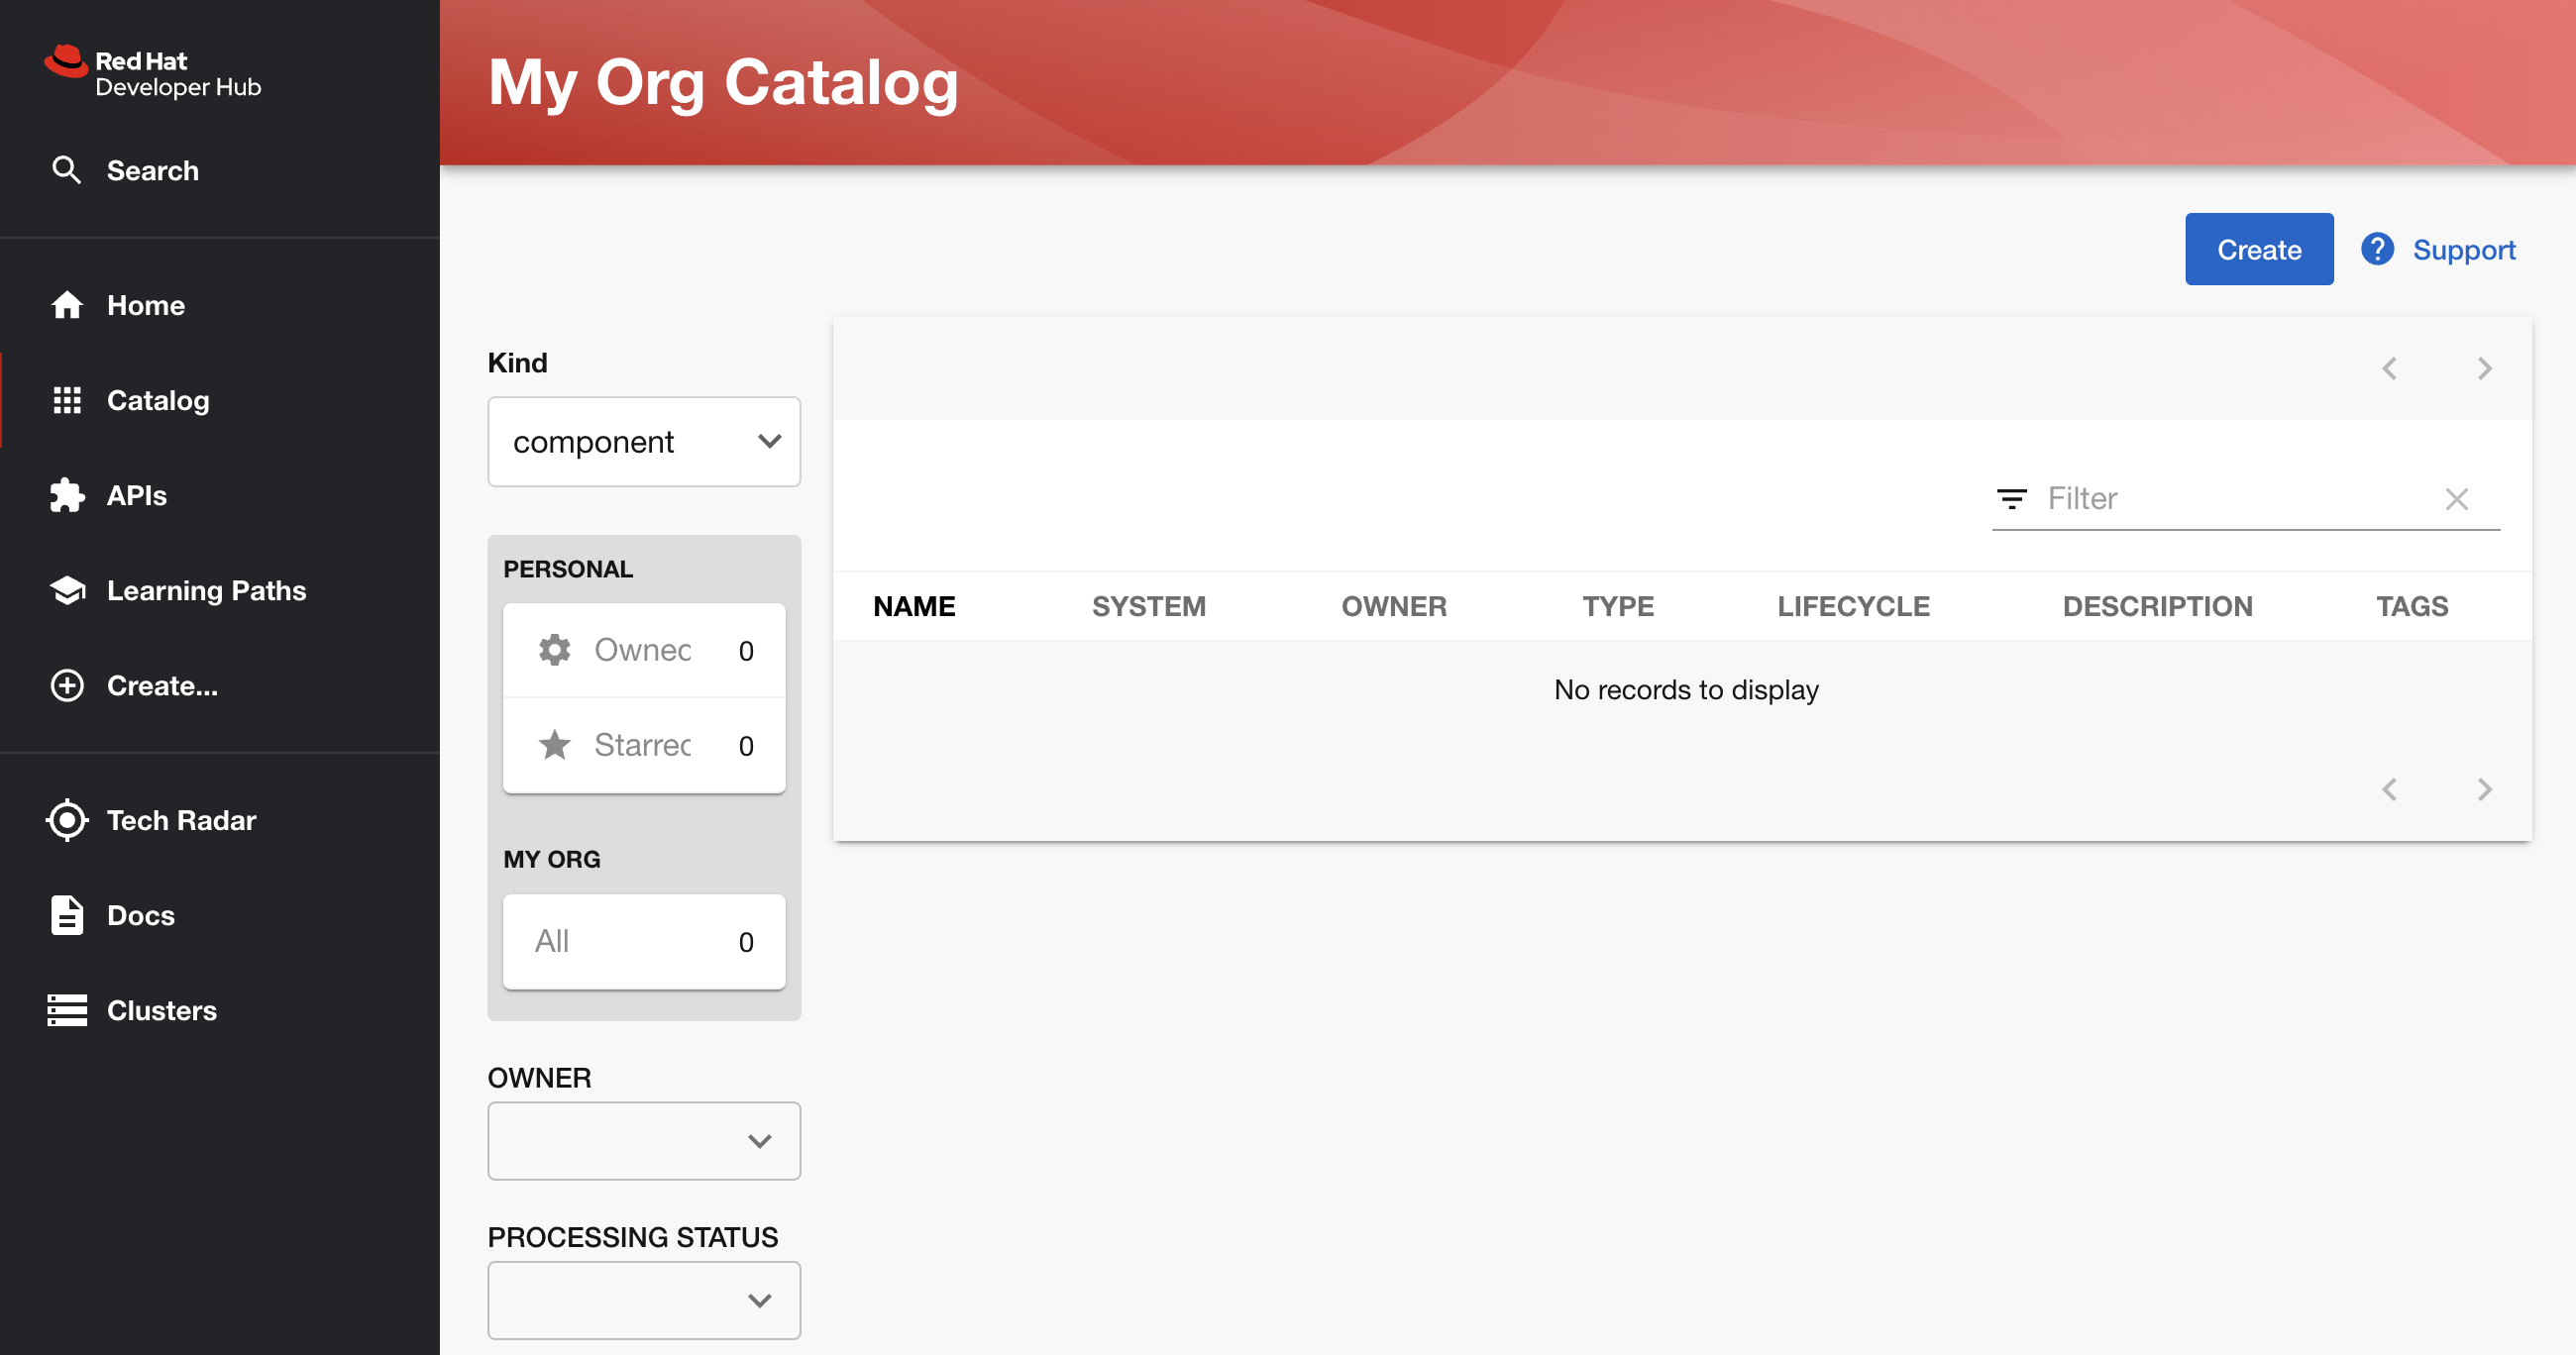 Red Hat
Developer Hub
Search
Home
Catalog
APIs
Learning Paths
Create...
Tech Radar
Docs
Clusters
My Org Catalog
Create
Support
Kind
component
PERSONAL
Owned 0
Starred 0
MY ORG
All 0
OWNER
PROCESSING STATUS
Filter
NAME SYSTEM OWNER TYPE LIFECYCLE DESCRIPTION TAGS
No records to display